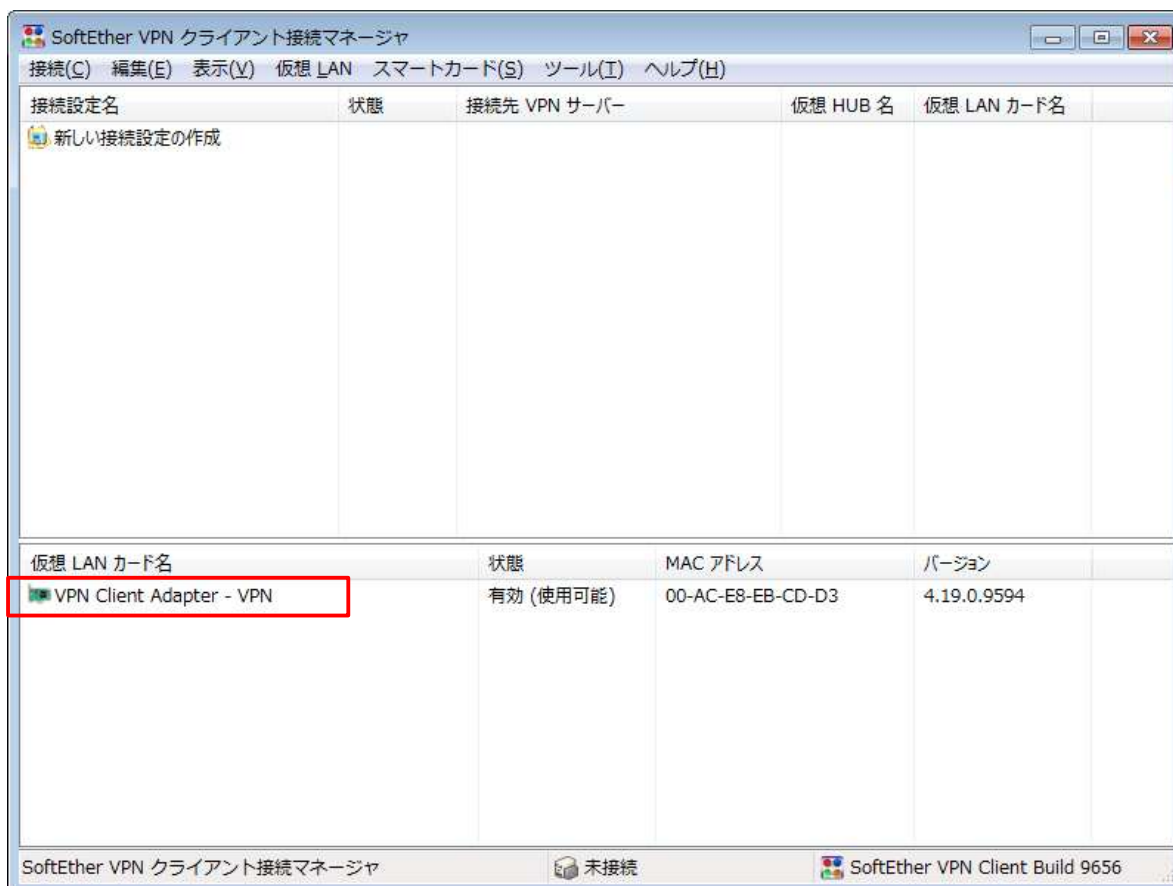 SoftEther VPN クライアント接続マネージャ
接続(C) 編集(E) 表示(V) 仮想 LAN スマートカード(S) ツール(T) ヘルプ(H)
接続設定名 状態 接続先 VPN サーバー 仮想 HUB 名 仮想 LAN カード名
新しい接続設定の作成
仮想 LAN カード名 状態 MAC アドレス バージョン
VPN Client Adapter - VPN 有効 (使用可能) 00-AC-E8-EB-CD-D3 4.19.0.9594
SoftEther VPN クライアント接続マネージャ 未接続 SoftEther VPN Client Build 9656